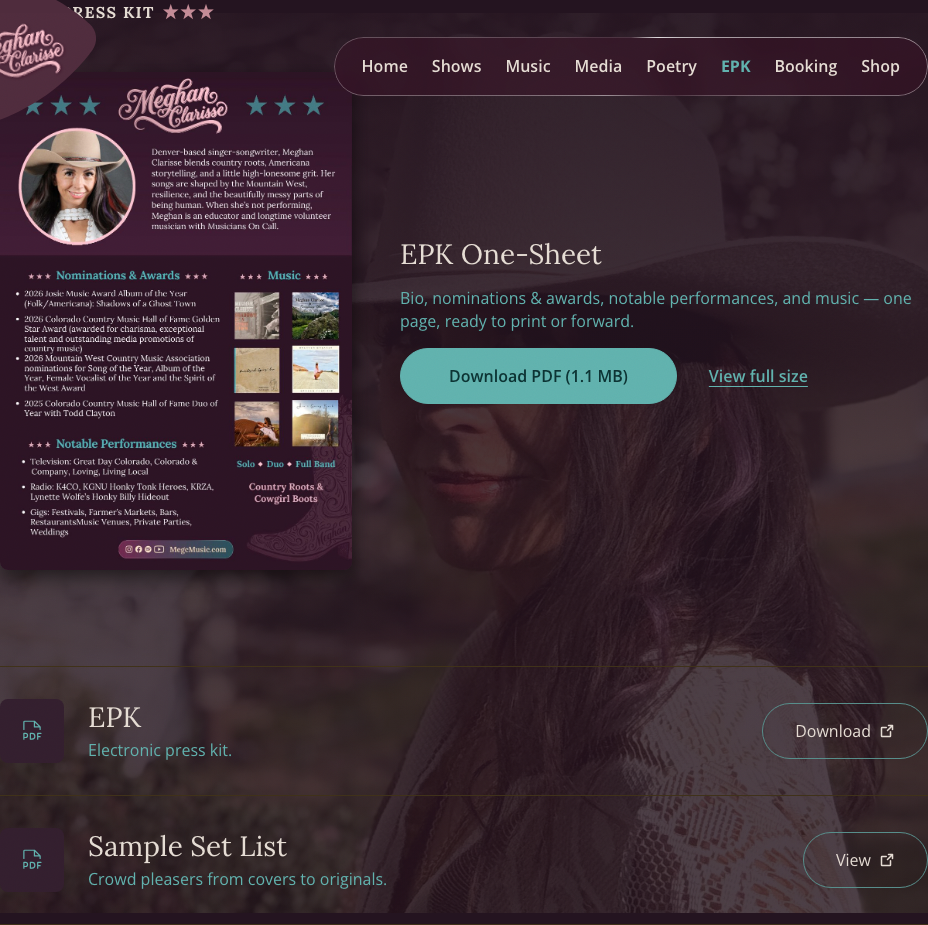 RESS KIT ★★★
Meghan
Clarisse
Home Shows Music Media Poetry EPK Booking Shop
Meghan
Clarisse
Denver-based singer-songwriter, Meghan
Clarisse blends country roots, Americana
storytelling, and a little high-lonesome grit. Her
songs are shaped by the Mountain West,
resilience, and the beautifully messy parts of
being human. When she's not performing,
Meghan is an educator and longtime volunteer
musician with Musicians On Call.
Nominations & Awards
• 2026 Josie Music Award Album of the Year
(Folk/Americana): Shadows of a Ghost Town
• 2026 Colorado Country Music Hall of Fame Golden
Star Award (awarded for charisma, exceptional
talent and outstanding media promotions of
country music)
• 2026 Mountain West Country Music Association
nominations for Song of the Year, Album of the
Year, Female Vocalist of the Year and the Spirit of
the West Award
• 2025 Colorado Country Music Hall of Fame Duo of
Year with Todd Clayton
Notable Performances
• Television: Great Day Colorado, Colorado &
Company, Loving, Living Local
• Radio: K4CO, KGNU Honky Tonk Heroes, KRZA,
Lynette Wolfe's Honky Billy Hideout
• Gigs: Festivals, Farmer's Markets, Bars,
RestaurantsMusic Venues, Private Parties,
Weddings
Music
Solo ✦ Duo ✦ Full Band
Country Roots &
Cowgirl Boots
MegcMusic.com
EPK One-Sheet
Bio, nominations & awards, notable performances, and music — one
page, ready to print or forward.
Download PDF (1.1 MB)
View full size
PDF
EPK
Electronic press kit.
Download
PDF
Sample Set List
Crowd pleasers from covers to originals.
View